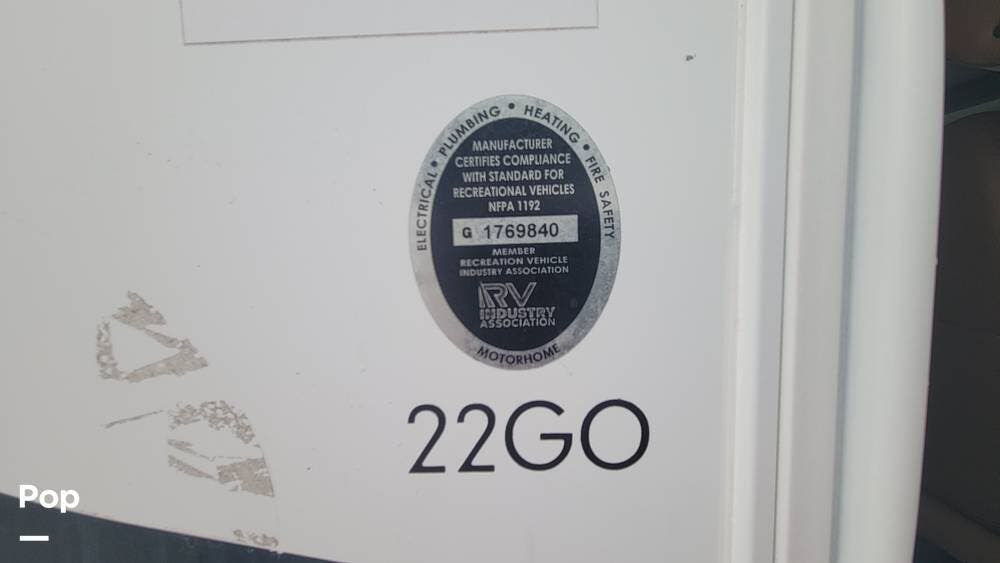 ELECTRICAL • PLUMBING • HEATING • FIRE SAFETY
MANUFACTURER
CERTIFIES COMPLIANCE
WITH STANDARD FOR
RECREATIONAL VEHICLES
NFPA 1192
G 1769840
MEMBER
RECREATION VEHICLE
INDUSTRY ASSOCIATION
RV
INDUSTRY
ASSOCIATION
MOTORHOME
22GO
Pop